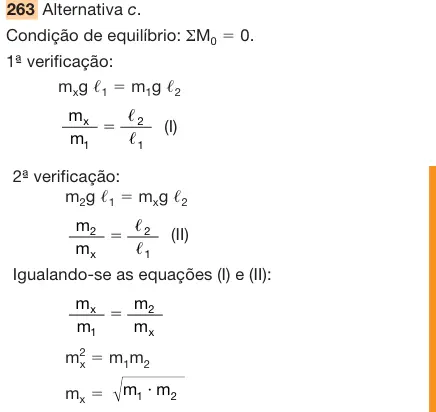 263 Alternativa c.
Condição de equilíbrio: ΣM₀ = 0.
1ª verificação:
mₓg ℓ₁ = m₁g ℓ₂
mₓ/m₁ = ℓ₂/ℓ₁ (I)
2ª verificação:
m₂g ℓ₁ = mₓg ℓ₂
m₂/mₓ = ℓ₂/ℓ₁ (II)
Igualando-se as equações (I) e (II):
mₓ/m₁ = m₂/mₓ
mₓ² = m₁m₂
mₓ = √(m₁ · m₂)